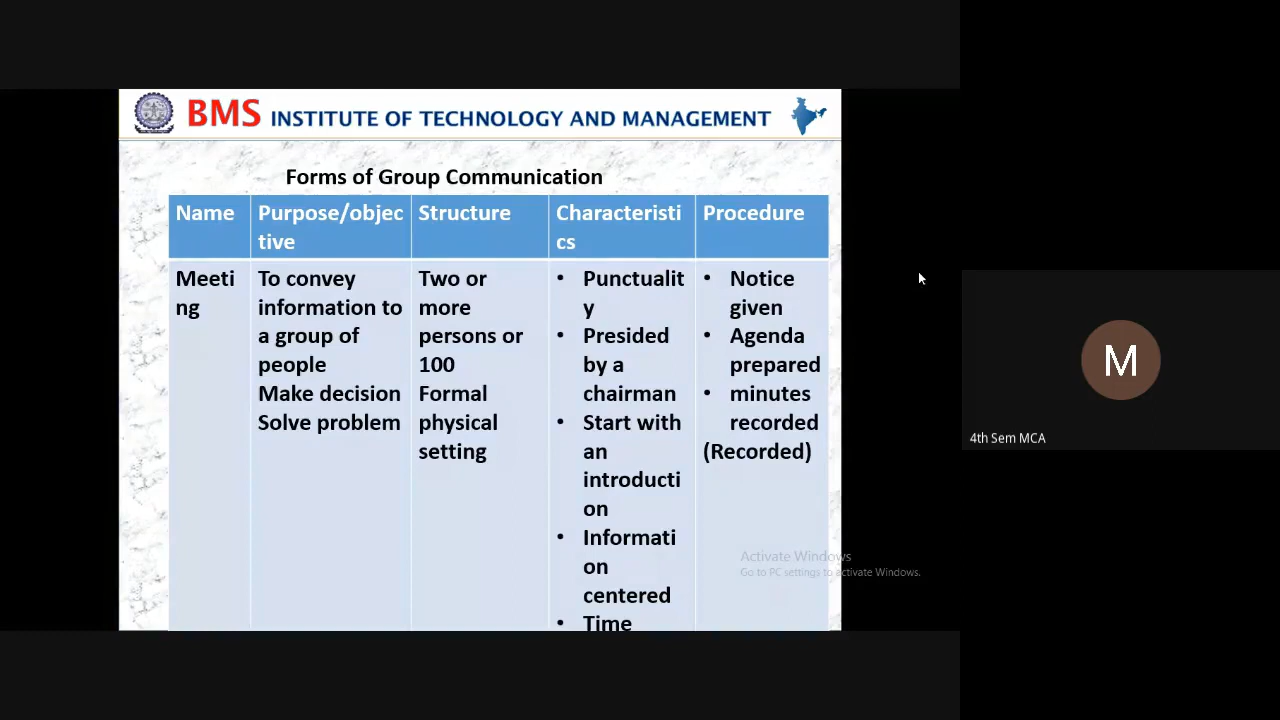 BMS INSTITUTE OF TECHNOLOGY AND MANAGEMENT
Forms of Group Communication
Name
Purpose/objec
tive
Structure
Characteristi
cs
Procedure
Meeti
ng
To convey
information to
a group of
people
Make decision
Solve problem
Two or
more
persons or
100
Formal
physical
setting
• Punctualit
y
• Presided
by a
chairman
• Start with
an
introducti
on
• Informati
on
centered
• Time
• Notice
given
• Agenda
prepared
• minutes
recorded
(Recorded)
Activate Windows
Go to PC settings to activate Windows.
M
4th Sem MCA